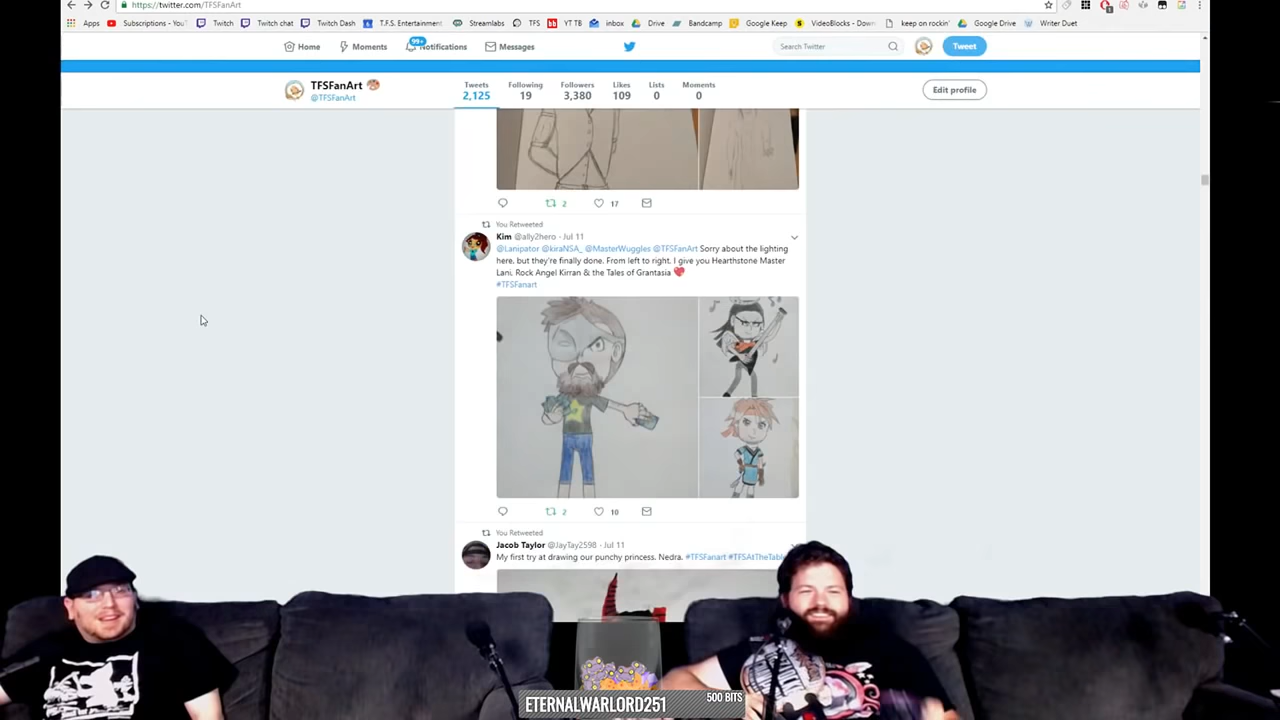 https://twitter.com/TFSFanArt
Apps
Subscriptions - You
Twitch
Twitch chat
Twitch Dash
T.F.S. Entertainment
Streamlabs
TFS
YT TB
inbox
Drive
Bandcamp
Google Keep
VideoBlocks - Down
keep on rockin'
Google Drive
Writer Duet
Home
Moments
99+
Notifications
Messages
Search Twitter
Tweet
TFSFanArt
@TFSFanArt
Tweets
2,125
Following
19
Followers
3,380
Likes
109
Lists
0
Moments
0
Edit profile
2
17
You Retweeted
Kim @ally2hero · Jul 11
@Lanipator @kiraNSA_ @MasterWuggles @TFSFanArt Sorry about the lighting
here, but they're finally done. From left to right, I give you Hearthstone Master
Lani, Rock Angel Kirran & the Tales of Grantasia
#TFSFanart
2
10
You Retweeted
Jacob Taylor @JayTay2598 · Jul 11
My first try at drawing our punchy princess, Nedra. #TFSFanart #TFSAtTheTable
ETERNALWARLORD251
500 BITS